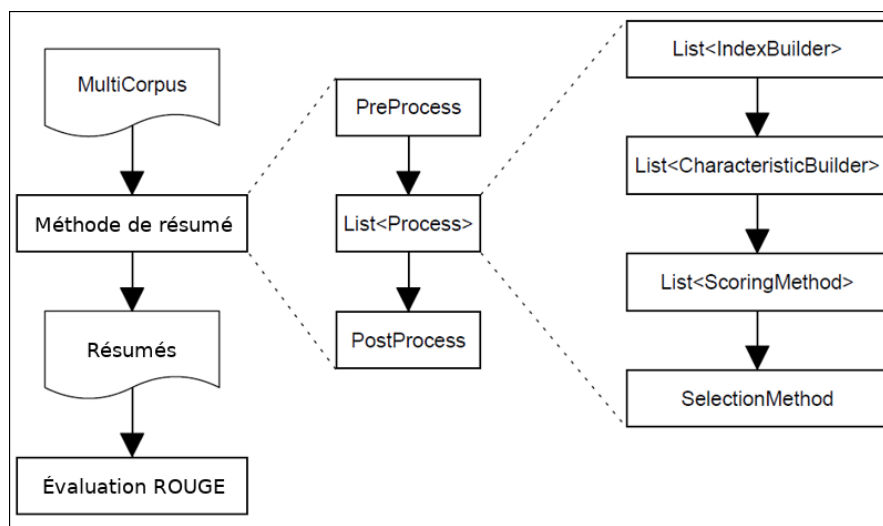 MultiCorpus
Méthode de résumé
Résumés
Évaluation ROUGE
PreProcess
List<Process>
PostProcess
List<IndexBuilder>
List<CharacteristicBuilder>
List<ScoringMethod>
SelectionMethod